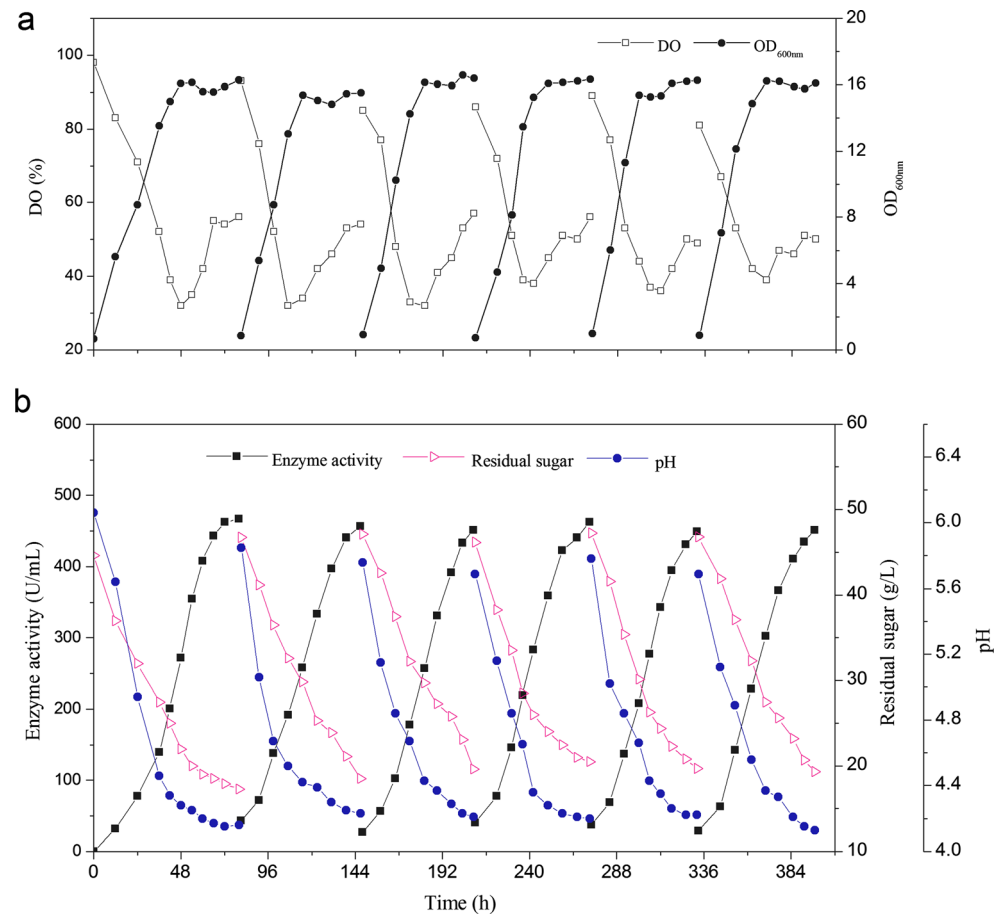 a
DO
OD600nm
DO (%)
100
80
60
40
20
OD600nm
20
16
12
8
4
0
b
Enzyme activity
Residual sugar
pH
Enzyme activity (U/mL)
600
500
400
300
200
100
0
Residual sugar (g/L)
60
50
40
30
20
10
pH
6.4
6.0
5.6
5.2
4.8
4.4
4.0
0 48 96 144 192 240 288 336 384
Time (h)